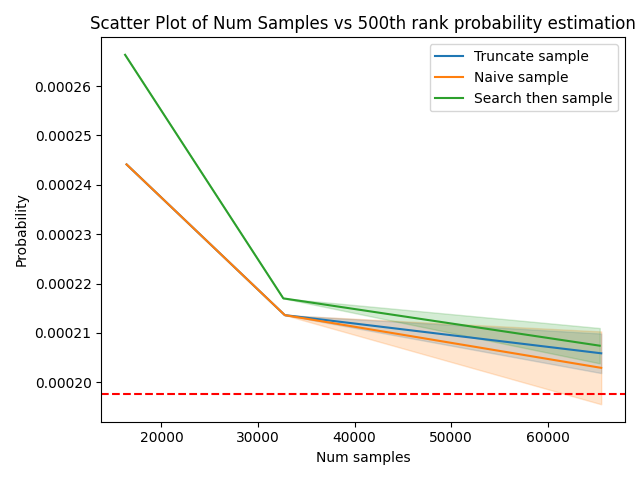 Scatter Plot of Num Samples vs 500th rank probability estimation
Truncate sample
Naive sample
Search then sample
Probability
0.00026
0.00025
0.00024
0.00023
0.00022
0.00021
0.00020
20000 30000 40000 50000 60000
Num samples